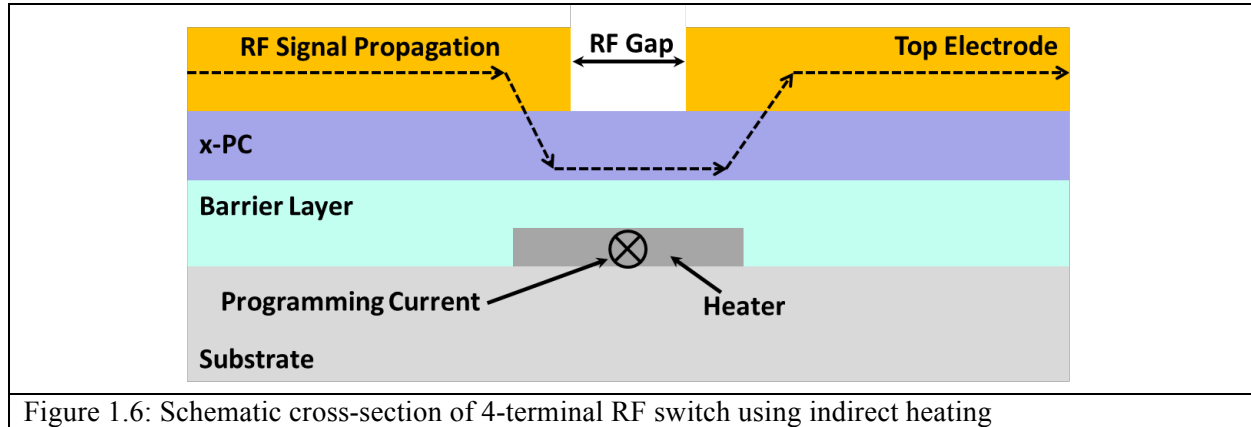 RF Signal Propagation
RF Gap
Top Electrode
x-PC
Barrier Layer
Programming Current
Heater
Substrate
Figure 1.6: Schematic cross-section of 4-terminal RF switch using indirect heating